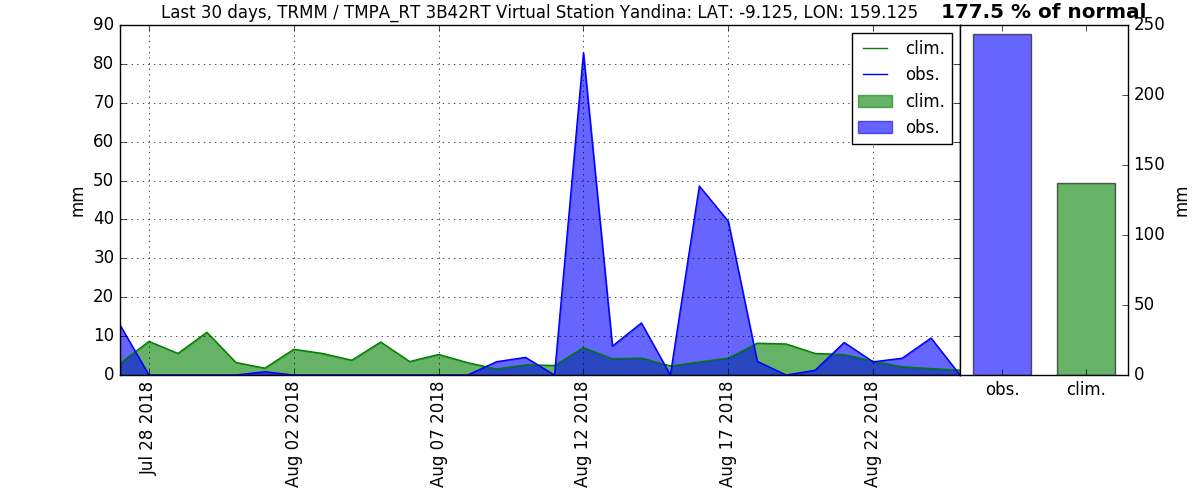 Last 30 days, TRMM / TMPA_RT 3B42RT Virtual Station Yandina: LAT: -9.125, LON: 159.125
177.5 % of normal
90
80
70
60
50
40
30
20
10
0
mm
clim.
obs.
clim.
obs.
Jul 28 2018
Aug 02 2018
Aug 07 2018
Aug 12 2018
Aug 17 2018
Aug 22 2018
250
200
150
100
50
0
mm
obs.
clim.